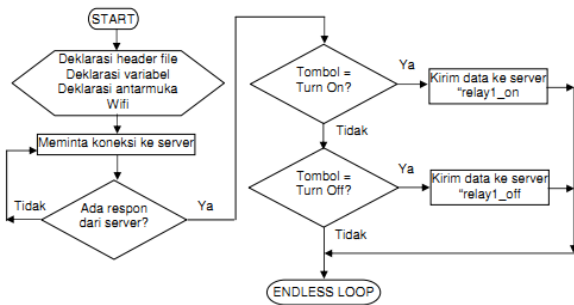 START
Deklarasi header file
Deklarasi variabel
Deklarasi antarmuka
Wifi
Meminta koneksi ke server
Tidak
Ada respon
dari server?
Ya
Tombol =
Turn On?
Ya
Kirim data ke server
“relay1_on
Tidak
Tombol =
Turn Off?
Ya
Kirim data ke server
“relay1_off
Tidak
ENDLESS LOOP